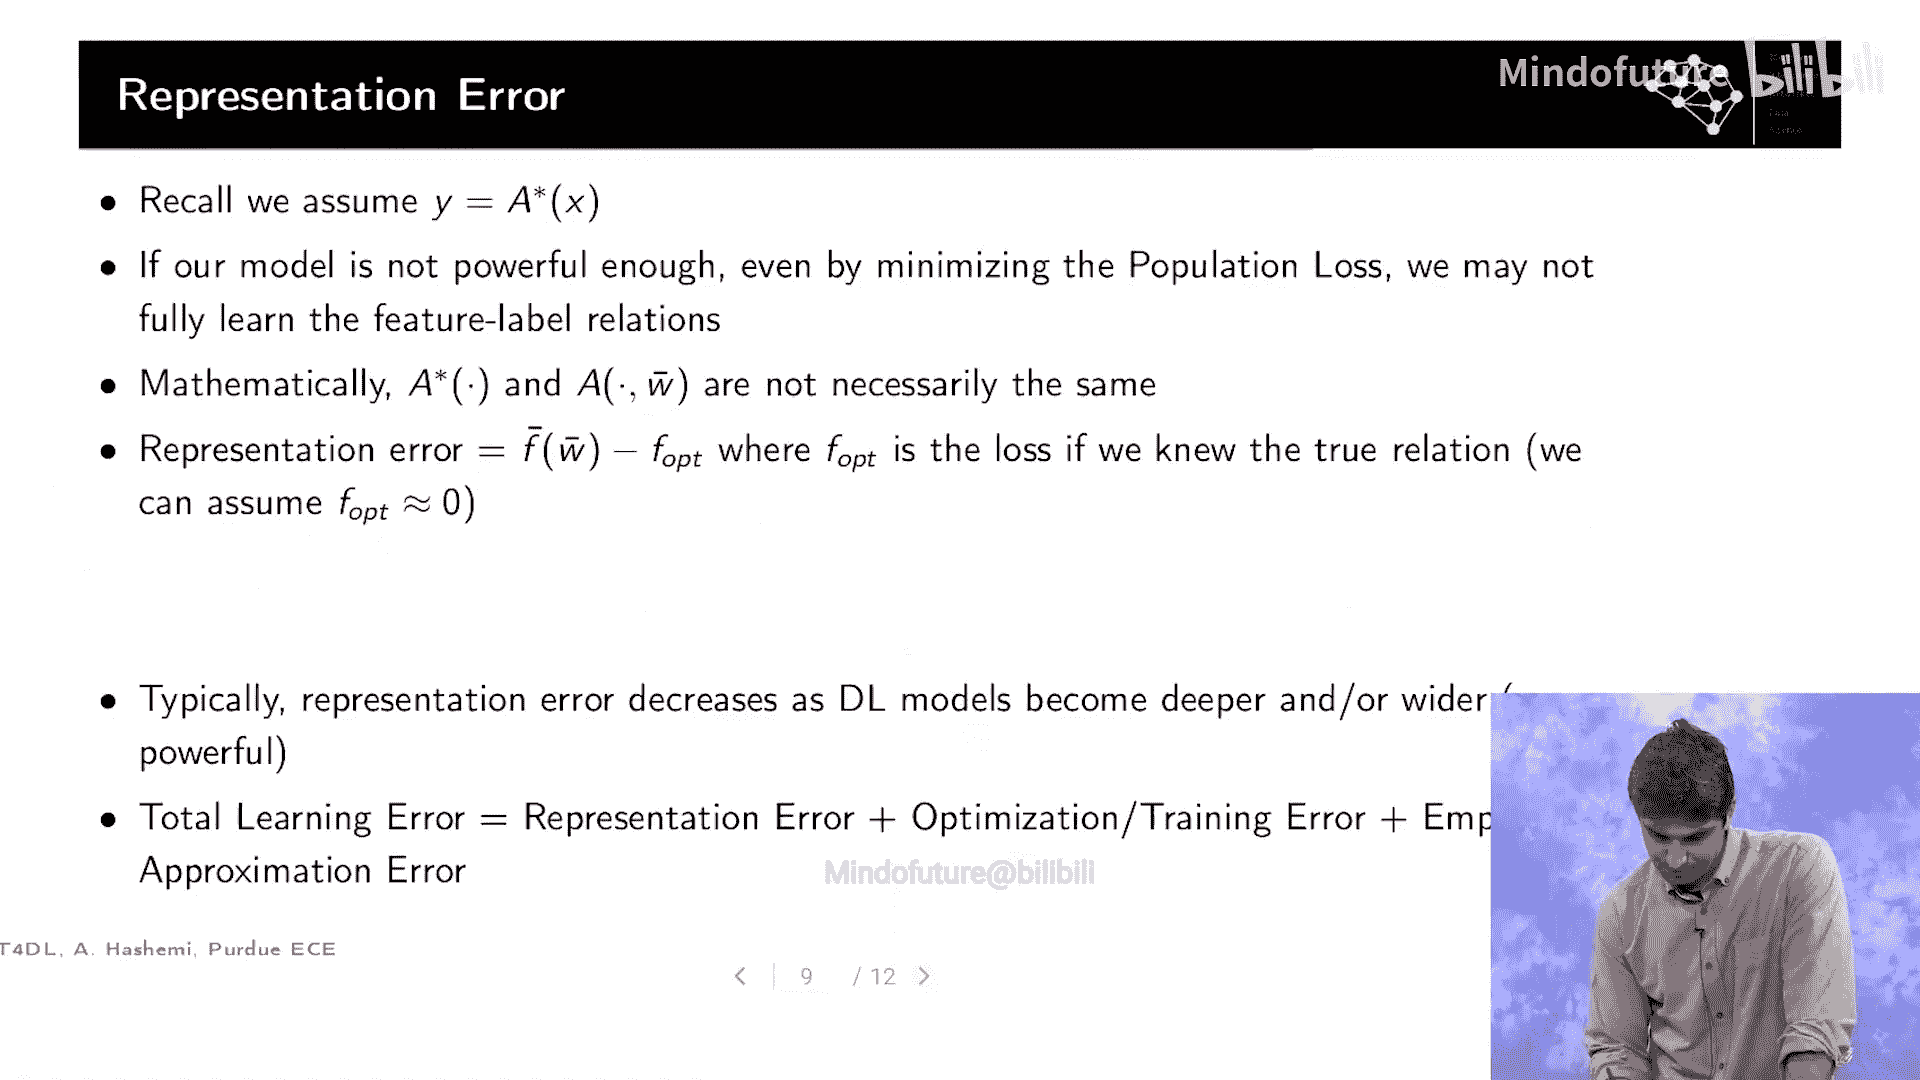 Representation Error
Mindofuture
bilibili
• Recall we assume y = A*(x)
• If our model is not powerful enough, even by minimizing the Population Loss, we may not
fully learn the feature-label relations
• Mathematically, A*(·) and A(·, w̄) are not necessarily the same
• Representation error = f̄(w̄) − f_opt where f_opt is the loss if we knew the true relation (we
can assume f_opt ≈ 0)
• Typically, representation error decreases as DL models become deeper and/or wider (
powerful)
• Total Learning Error = Representation Error + Optimization/Training Error + Emp
Approximation Error
Mindofuture@bilibili
T4DL, A. Hashemi, Purdue ECE
9 / 12